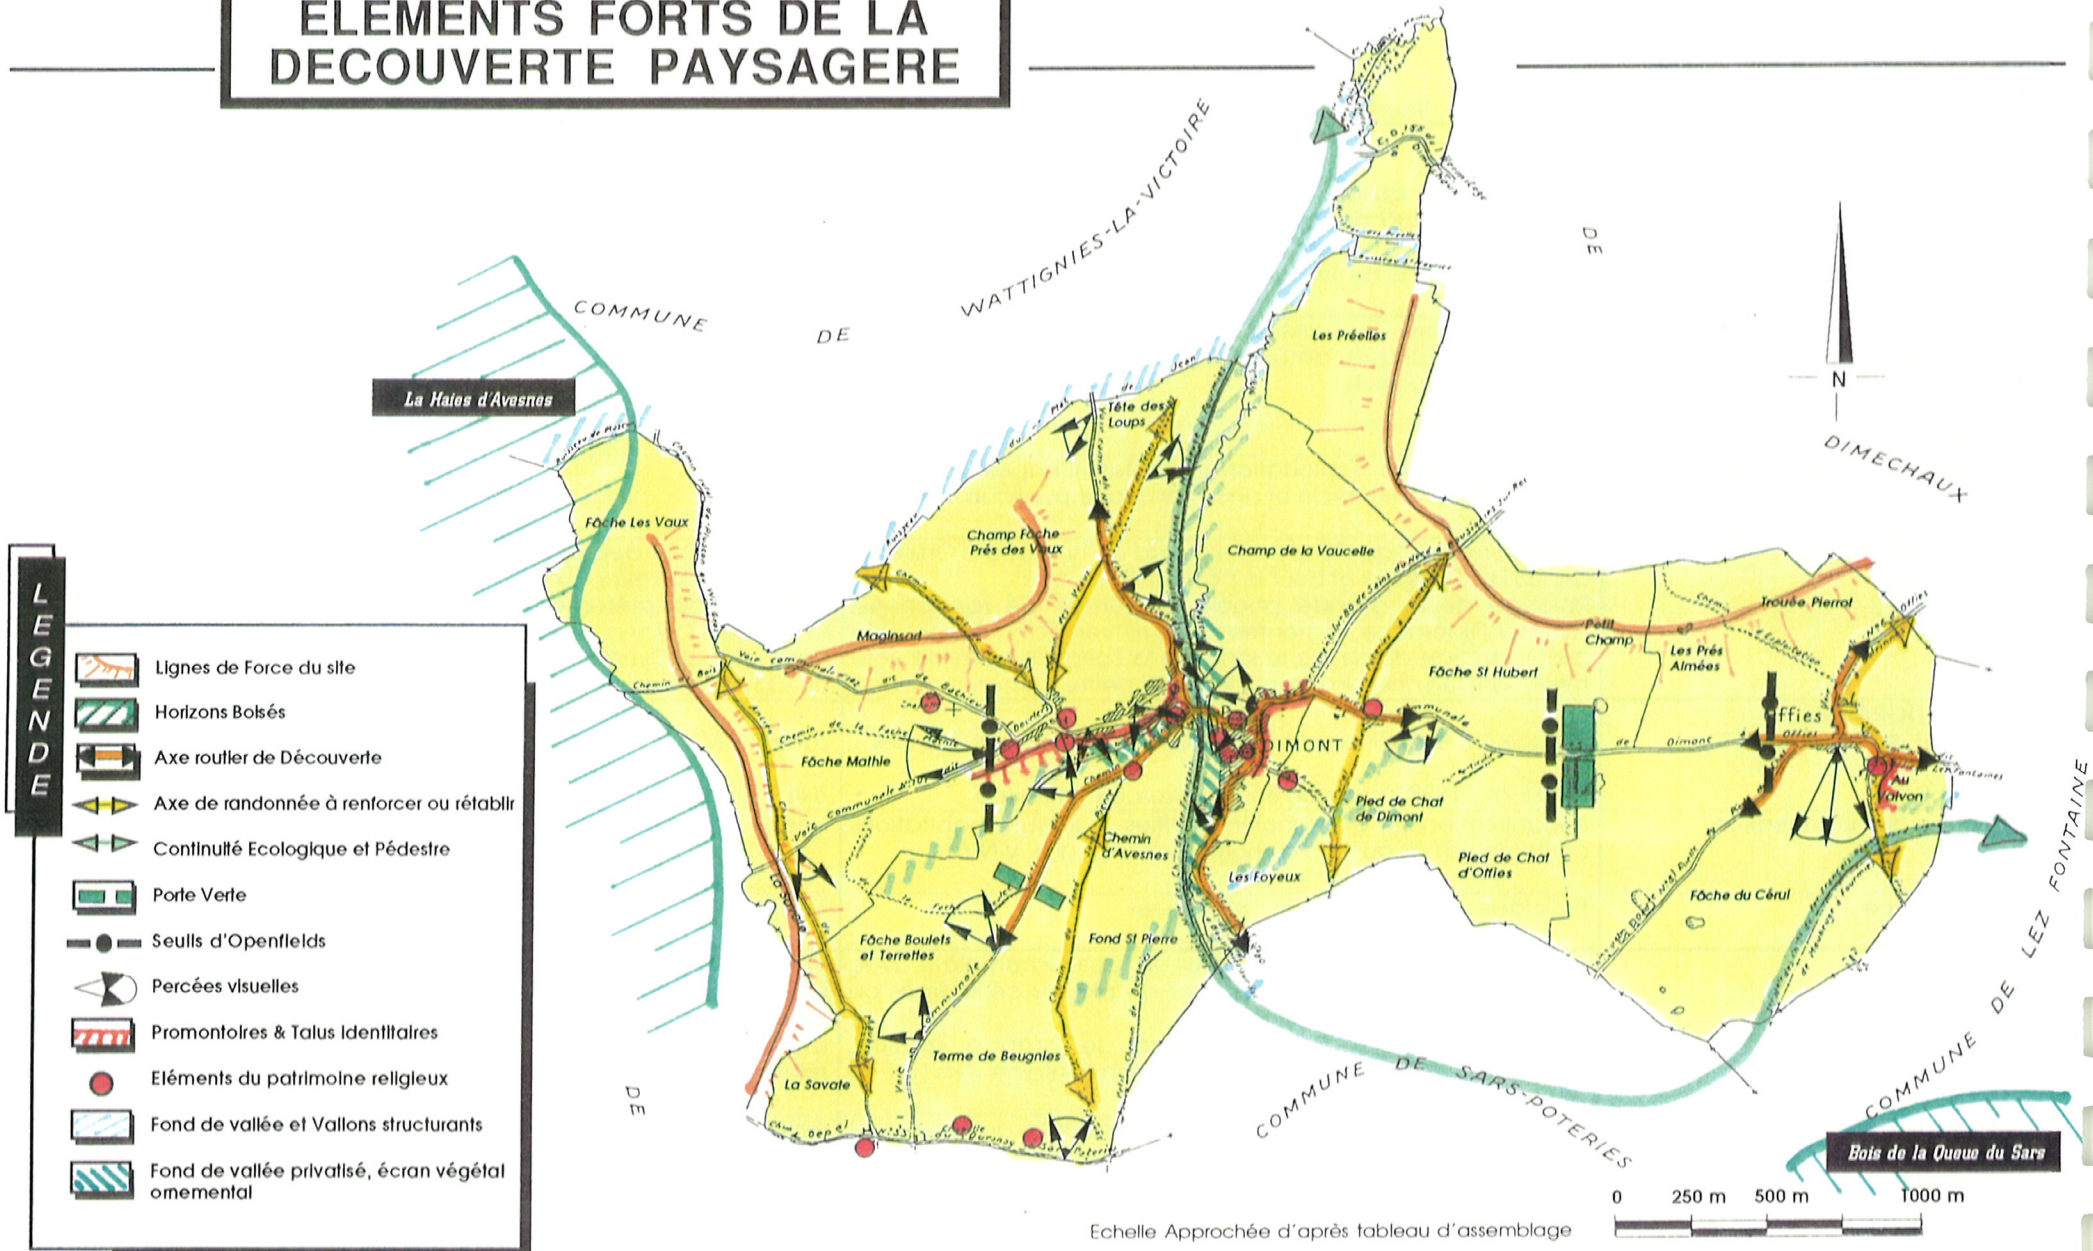 ELEMENTS FORTS DE LA
DECOUVERTE PAYSAGERE
COMMUNE DE WATTIGNIES-LA-VICTOIRE
DE
DIMECHAUX
N
La Haies d'Avesnes
LEGENDE
Lignes de Force du site
Horizons Boisés
Axe routier de Découverte
Axe de randonnée à renforcer ou rétablir
Continuité Ecologique et Pédestre
Porte Verte
Seuils d'Openfields
Percées visuelles
Promontoires & Talus Identitaires
Eléments du patrimoine religieux
Fond de vallée et Vallons structurants
Fond de vallée privatisé, écran végétal
ornemental
Les Préelles
Tête des
Loups
Fâche Les Vaux
Champ Fâche
Prés des Vaux
Champ de la Vaucelle
Maginsart
Trouée Pierrot
Petit
Champ
Les Prés
Almées
Fâche St Hubert
Offies
DIMONT
Fâche Mathie
Au
Valvon
Pied de Chat
de Dimont
Chemin
d'Avesnes
Pied de Chat
d'Offies
Les Foyeux
Fâche du Cérul
La Savate
Fâche Boulets
et Terrettes
Fond St Pierre
Terme de Beugnies
La Savate
DE
COMMUNE DE SARS-POTERIES
COMMUNE DE LEZ FONTAINE
Bois de la Queue du Sars
0 250 m 500 m 1000 m
Echelle Approchée d'après tableau d'assemblage